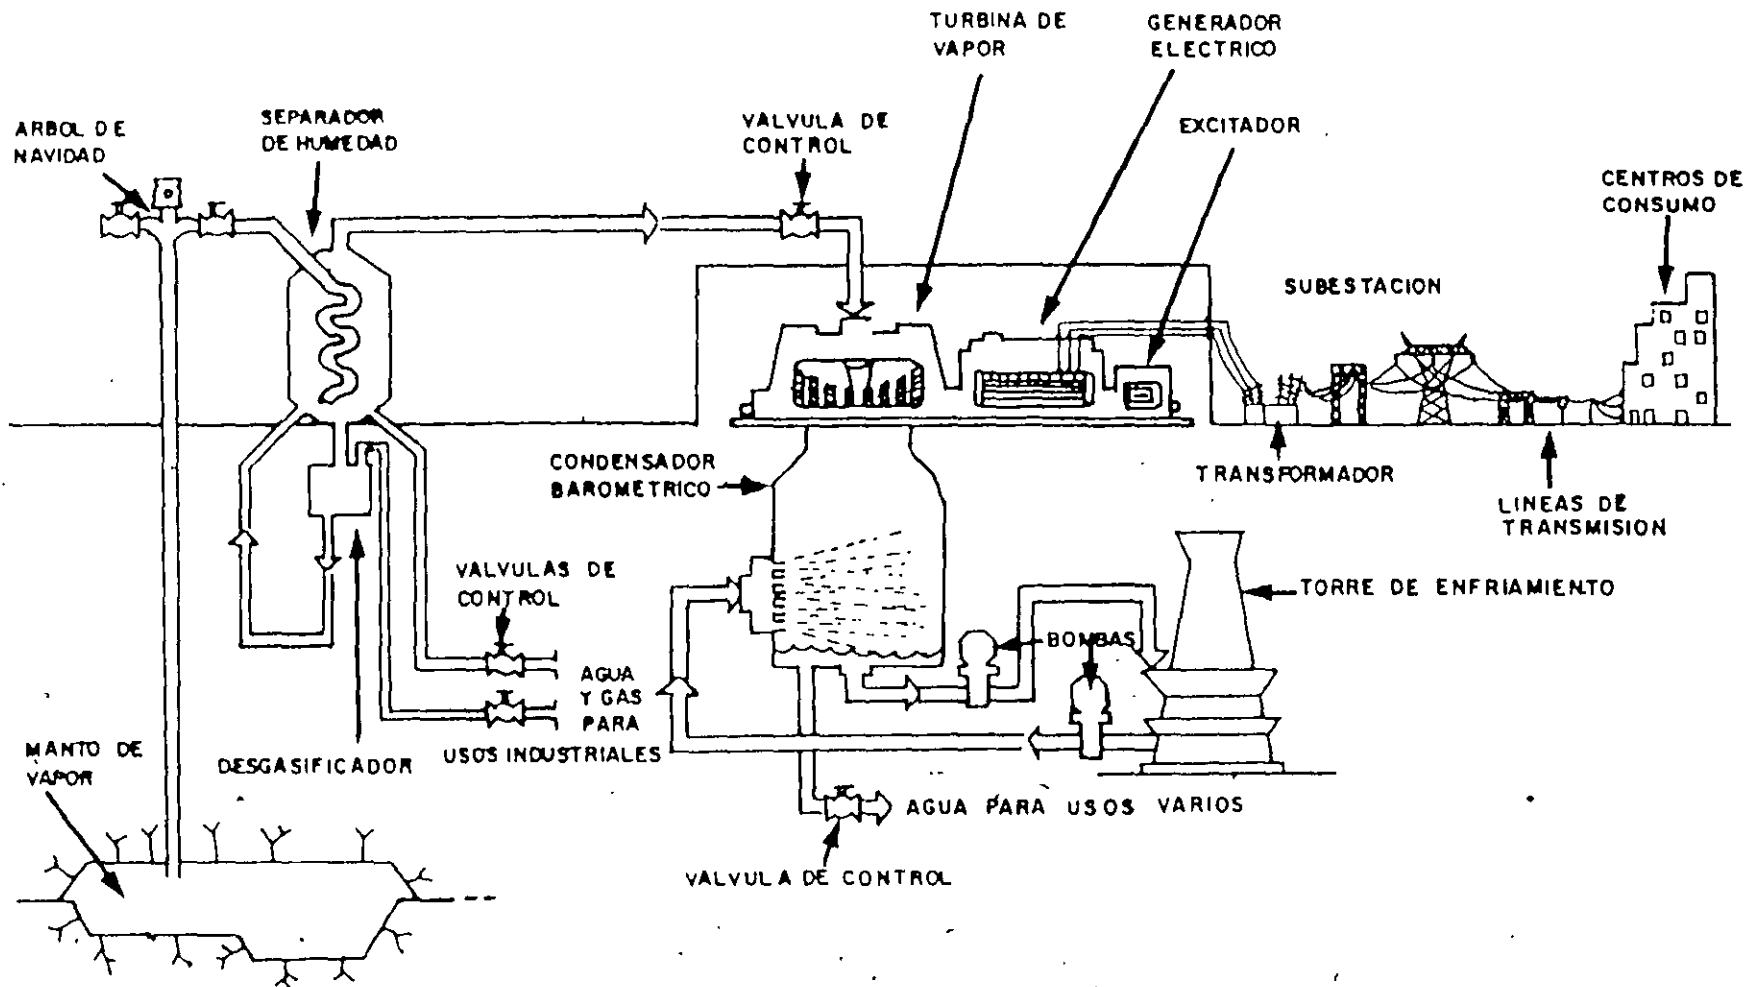 TURBINA DE
VAPOR
GENERADOR
ELECTRICO
ARBOL DE
NAVIDAD
SEPARADOR
DE HUMEDAD
VALVULA DE
CONTROL
EXCITADOR
CENTROS DE
CONSUMO
SUBESTACION
CONDENSADOR
BAROMÉTRICO
TRANSFORMADOR
LINEAS DE
TRANSMISION
VALVULAS DE
CONTROL
TORRE DE ENFRIAMIENTO
BOMBAS
AGUA
Y GAS
PARA
USOS INDUSTRIALES
MANTO DE
VAPOR
DESGASIFICADOR
AGUA PARA USOS VARIOS
VALVULA DE CONTROL